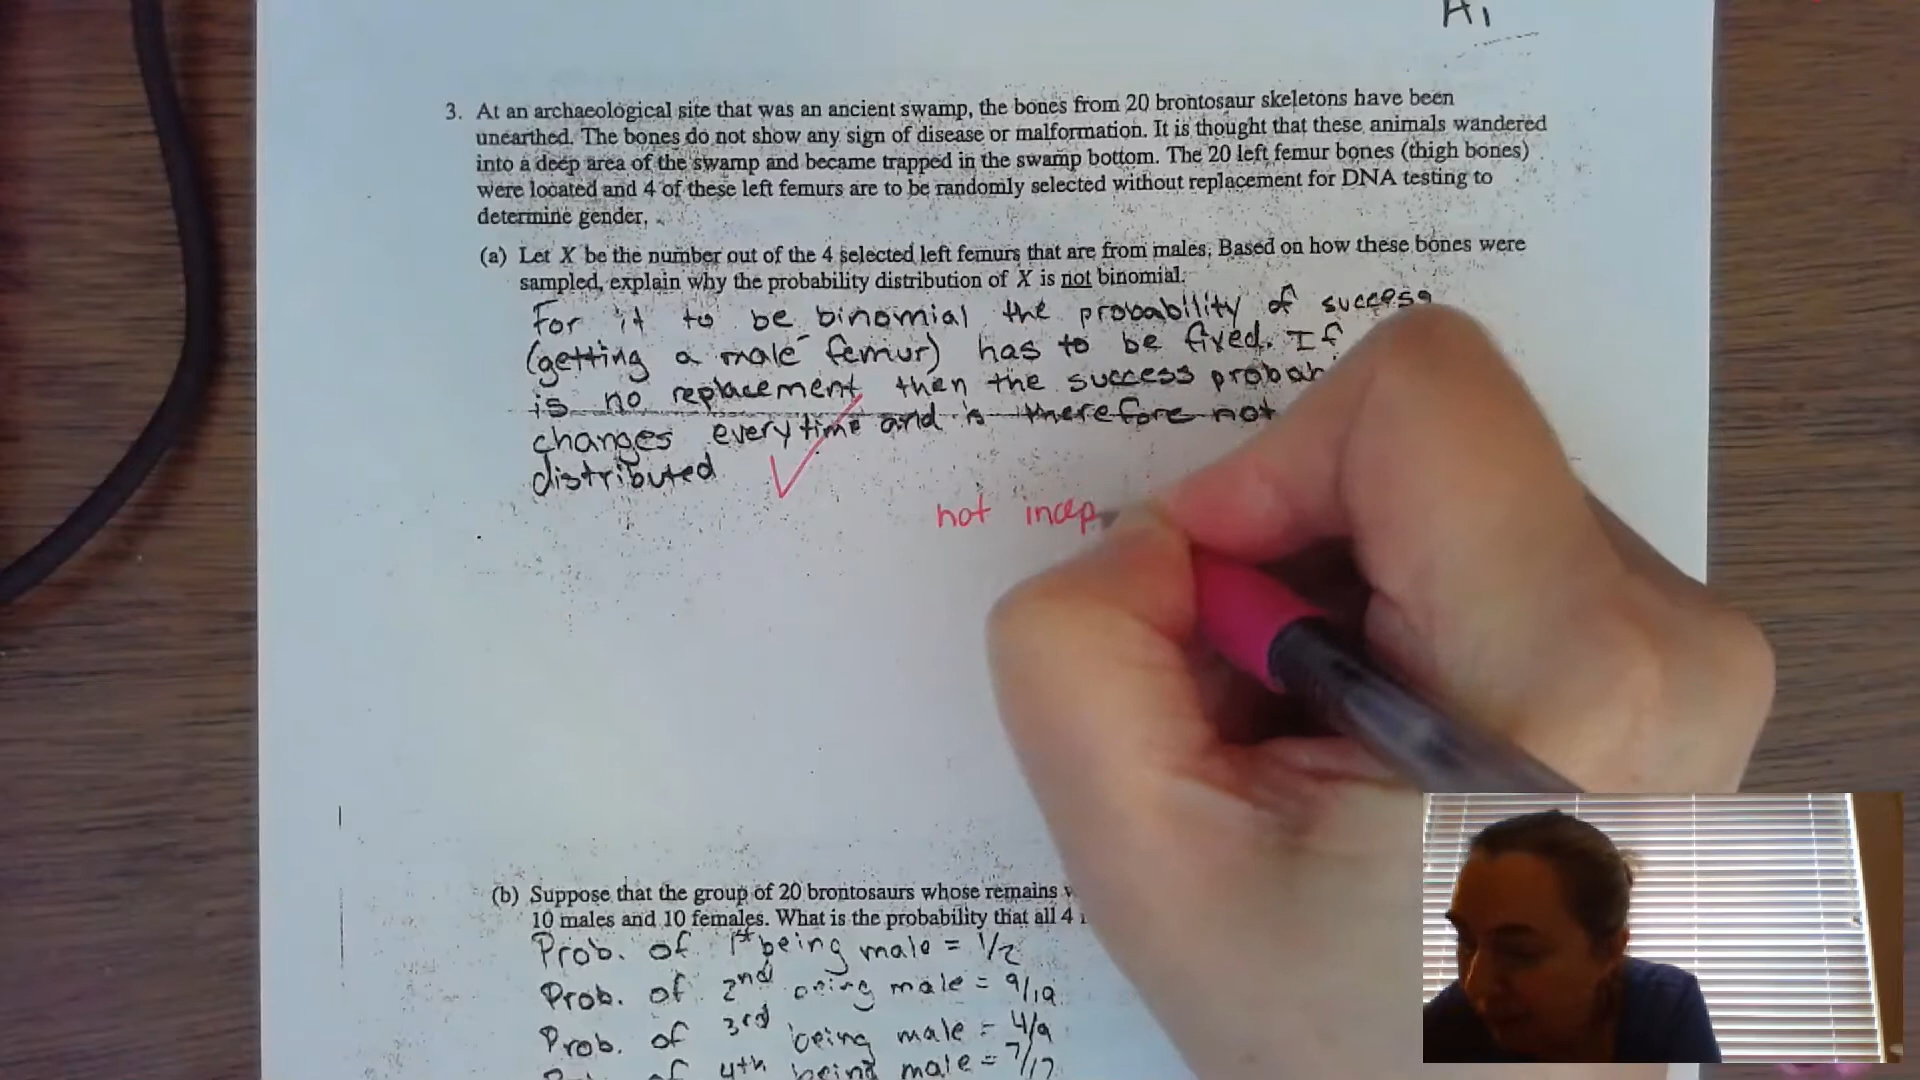 A1
3. At an archaeological site that was an ancient swamp, the bones from 20 brontosaur skeletons have been
unearthed. The bones do not show any sign of disease or malformation. It is thought that these animals wandered
into a deep area of the swamp and became trapped in the swamp bottom. The 20 left femur bones (thigh bones)
were located and 4 of these left femurs are to be randomly selected without replacement for DNA testing to
determine gender.
(a) Let X be the number out of the 4 selected left femurs that are from males. Based on how these bones were
sampled, explain why the probability distribution of X is not binomial.
For it to be binomial the probability of success
(getting a male femur) has to be fixed. If
is no replacement then the success probab
changes everytime and is therefore not
distributed
not indep
(b) Suppose that the group of 20 brontosaurs whose remains
10 males and 10 females. What is the probability that all 4
Prob. of 1st being male = 1/2
Prob. of 2nd being male = 9/19
Prob. of 3rd being male = 4/9
4th being male = 7/17